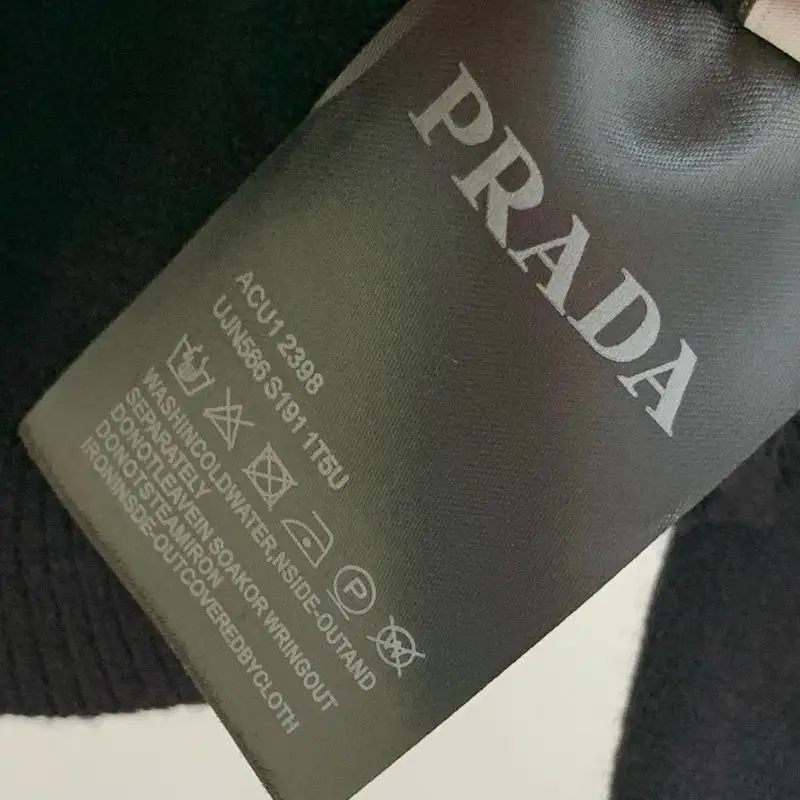 PRADA
ACU1 2398
UJN566 S191 1T5U
P
W
WASHINCOLDWATER,NSIDE-OUTAND
SEPARATELY
DONOTLEAVEIN SOAKOR WRINGOUT
DONOTSTEAMIRON
IRONINSDE-OUTCOVEREDBYCLOTH